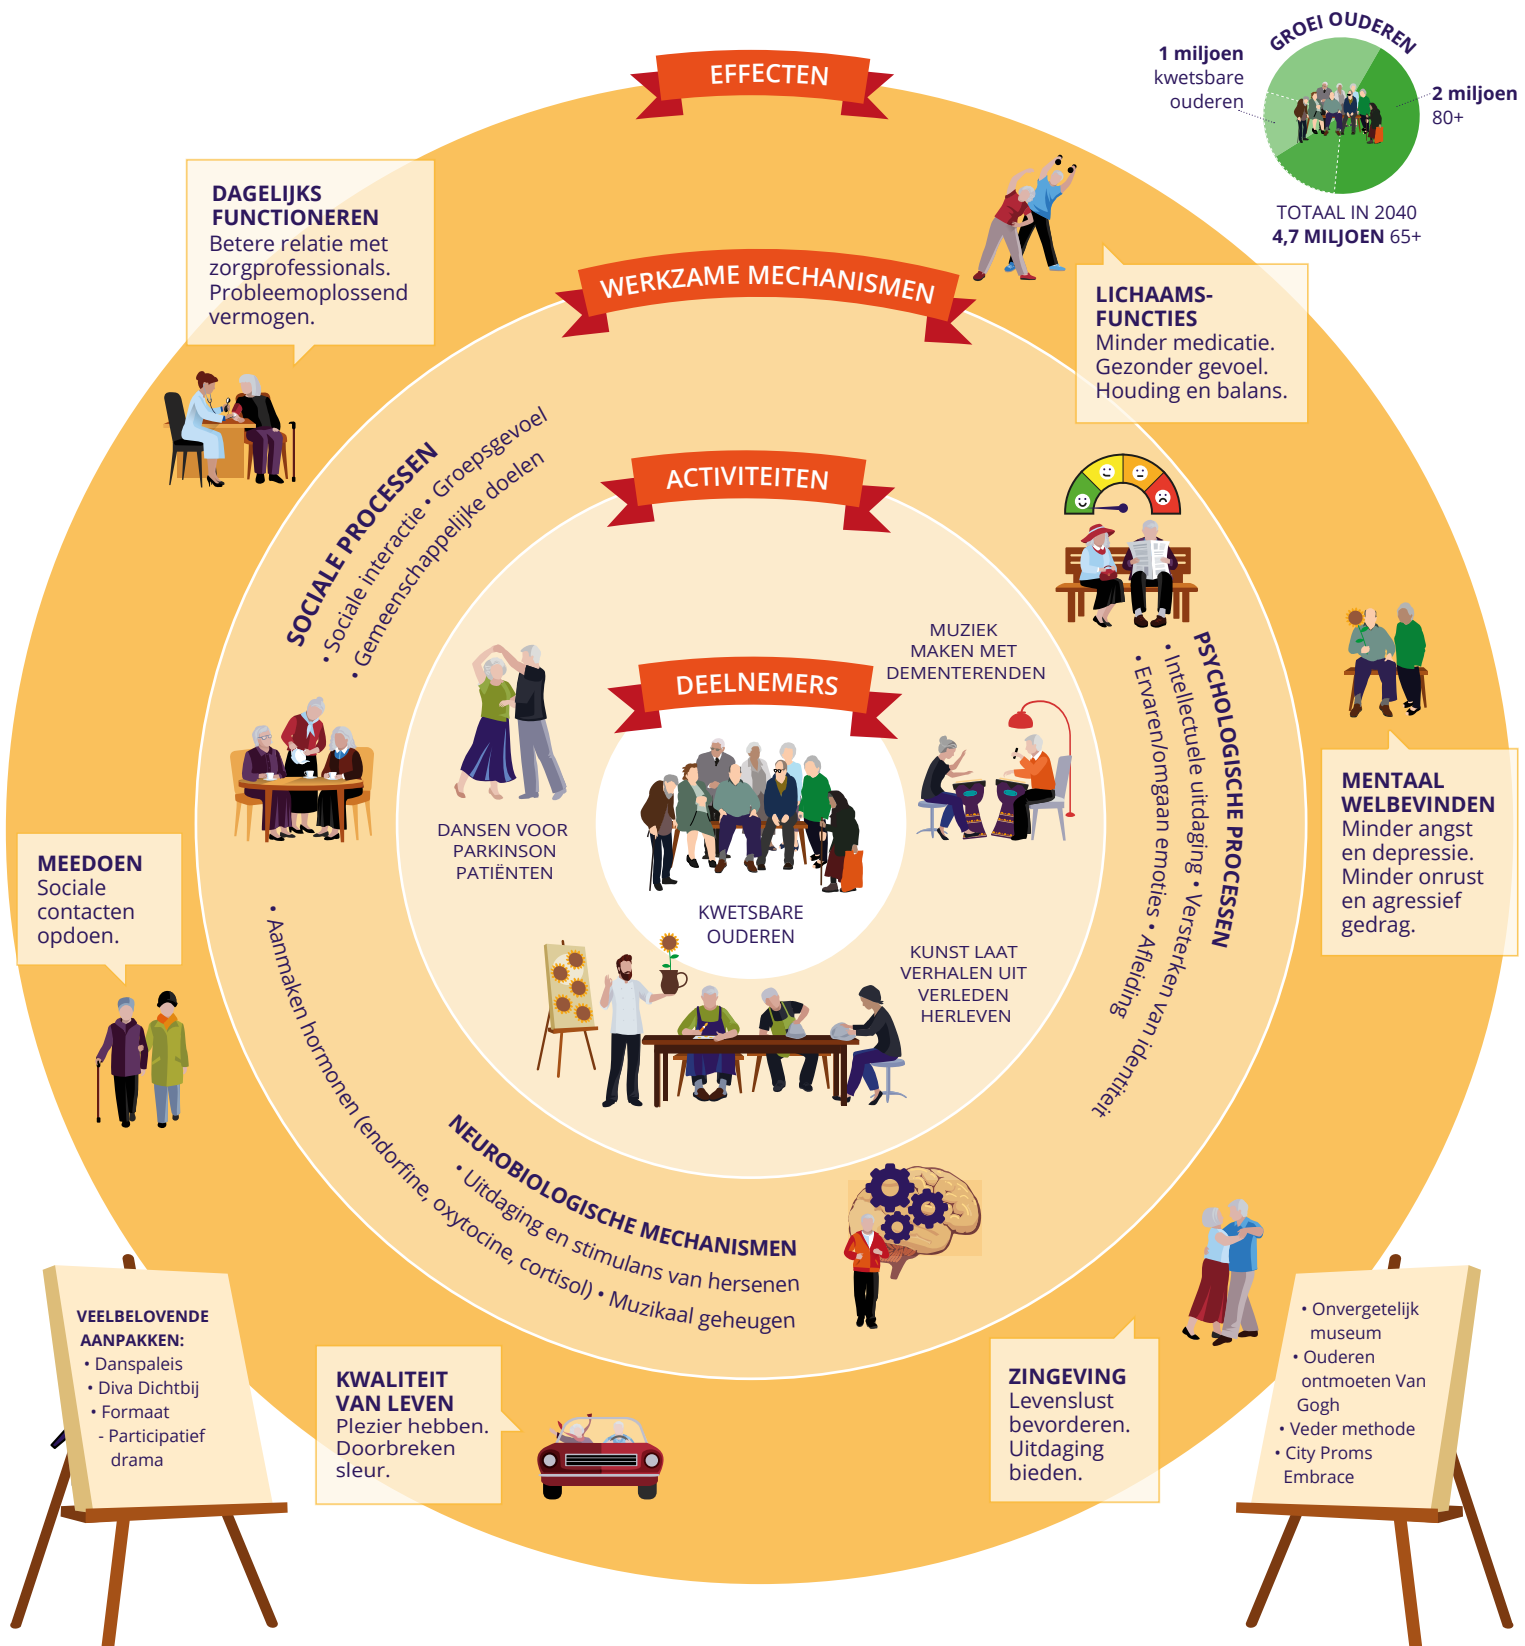 GROEI OUDEREN
1 miljoen
kwetsbare
ouderen
2 miljoen
80+
TOTAAL IN 2040
4,7 MILJOEN 65+
EFFECTEN
DAGELIJKS
FUNCTIONEREN
Betere relatie met
zorgprofessionals.
Probleemoplossend
vermogen.
LICHAAMS-
FUNCTIES
Minder medicatie.
Gezonder gevoel.
Houding en balans.
WERKZAME MECHANISMEN
SOCIALE PROCESSEN
• Sociale interactie • Groepsgevoel
• Gemeenschappelijke doelen
ACTIVITEITEN
MUZIEK
MAKEN MET
DEMENTERENDEN
DEELNEMERS
KWETSBARE
OUDEREN
DANSEN VOOR
PARKINSON
PATIËNTEN
KUNST LAAT
VERHALEN UIT
VERLEDEN
HERLEVEN
PSYCHOLOGISCHE PROCESSEN
• Intellectuele uitdaging • Versterken van identiteit
• Ervaren/omgaan emoties • Afleiding
MENTAAL
WELBEVINDEN
Minder angst
en depressie.
Minder onrust
en agressief
gedrag.
MEEDOEN
Sociale
contacten
opdoen.
NEUROBIOLOGISCHE MECHANISMEN
• Uitdaging en stimulans van hersenen
• Aanmaken hormonen (endorfine, oxytocine, cortisol) • Muzikaal geheugen
VEELBELOVENDE
AANPAKKEN:
• Danspaleis
• Diva Dichtbij
• Formaat
- Participatief
drama
KWALITEIT
VAN LEVEN
Plezier hebben.
Doorbreken
sleur.
ZINGEVING
Levenslust
bevorderen.
Uitdaging
bieden.
• Onvergetelijk
museum
• Ouderen
ontmoeten Van
Gogh
• Veder methode
• City Proms
Embrace